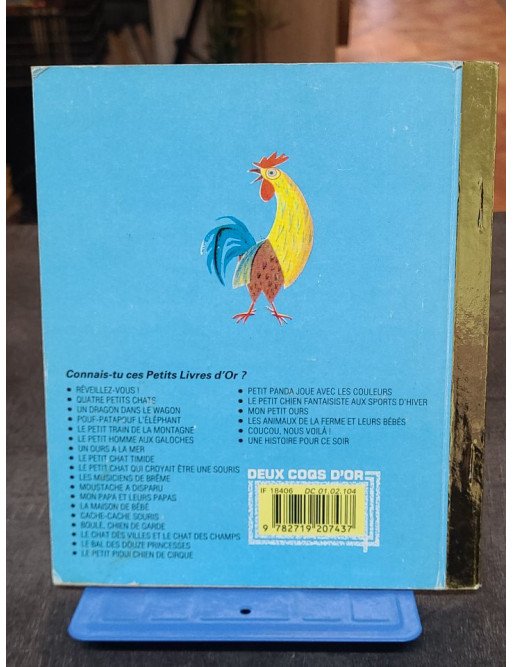 Connais-tu ces Petits Livres d'Or ?
• RÉVEILLEZ-VOUS !
• QUATRE PETITS CHATS
• UN DRAGON DANS LE WAGON
• POUF-PATAPOUF L'ÉLÉPHANT
• LE PETIT TRAIN DE LA MONTAGNE
• LE PETIT HOMME AUX GALOCHES
• UN OURS A LA MER
• LE PETIT CHAT TIMIDE
• LE PETIT CHAT QUI CROYAIT ÊTRE UNE SOURIS
• LES MUSICIENS DE BRÊME
• MOUSTACHE A DISPARU
• MON PAPA ET LEURS PAPAS
• LA MAISON DE BÉBÉ
• CACHE-CACHE SOURIS
• BOULE, CHIEN DE GARDE
• LE CHAT DES VILLES ET LE CHAT DES CHAMPS
• LE BAL DES DOUZE PRINCESSES
• LE PETIT PIQUI CHIEN DE CIRQUE
• PETIT PANDA JOUE AVEC LES COULEURS
• LE PETIT CHIEN FANTAISISTE AUX SPORTS D'HIVER
• MON PETIT OURS
• LES ANIMAUX DE LA FERME ET LEURS BÉBÉS
• COUCOU, NOUS VOILÀ !
• UNE HISTOIRE POUR CE SOIR
DEUX COQS D'OR
IF 18406 DC 01.02.104
9 782719 207437